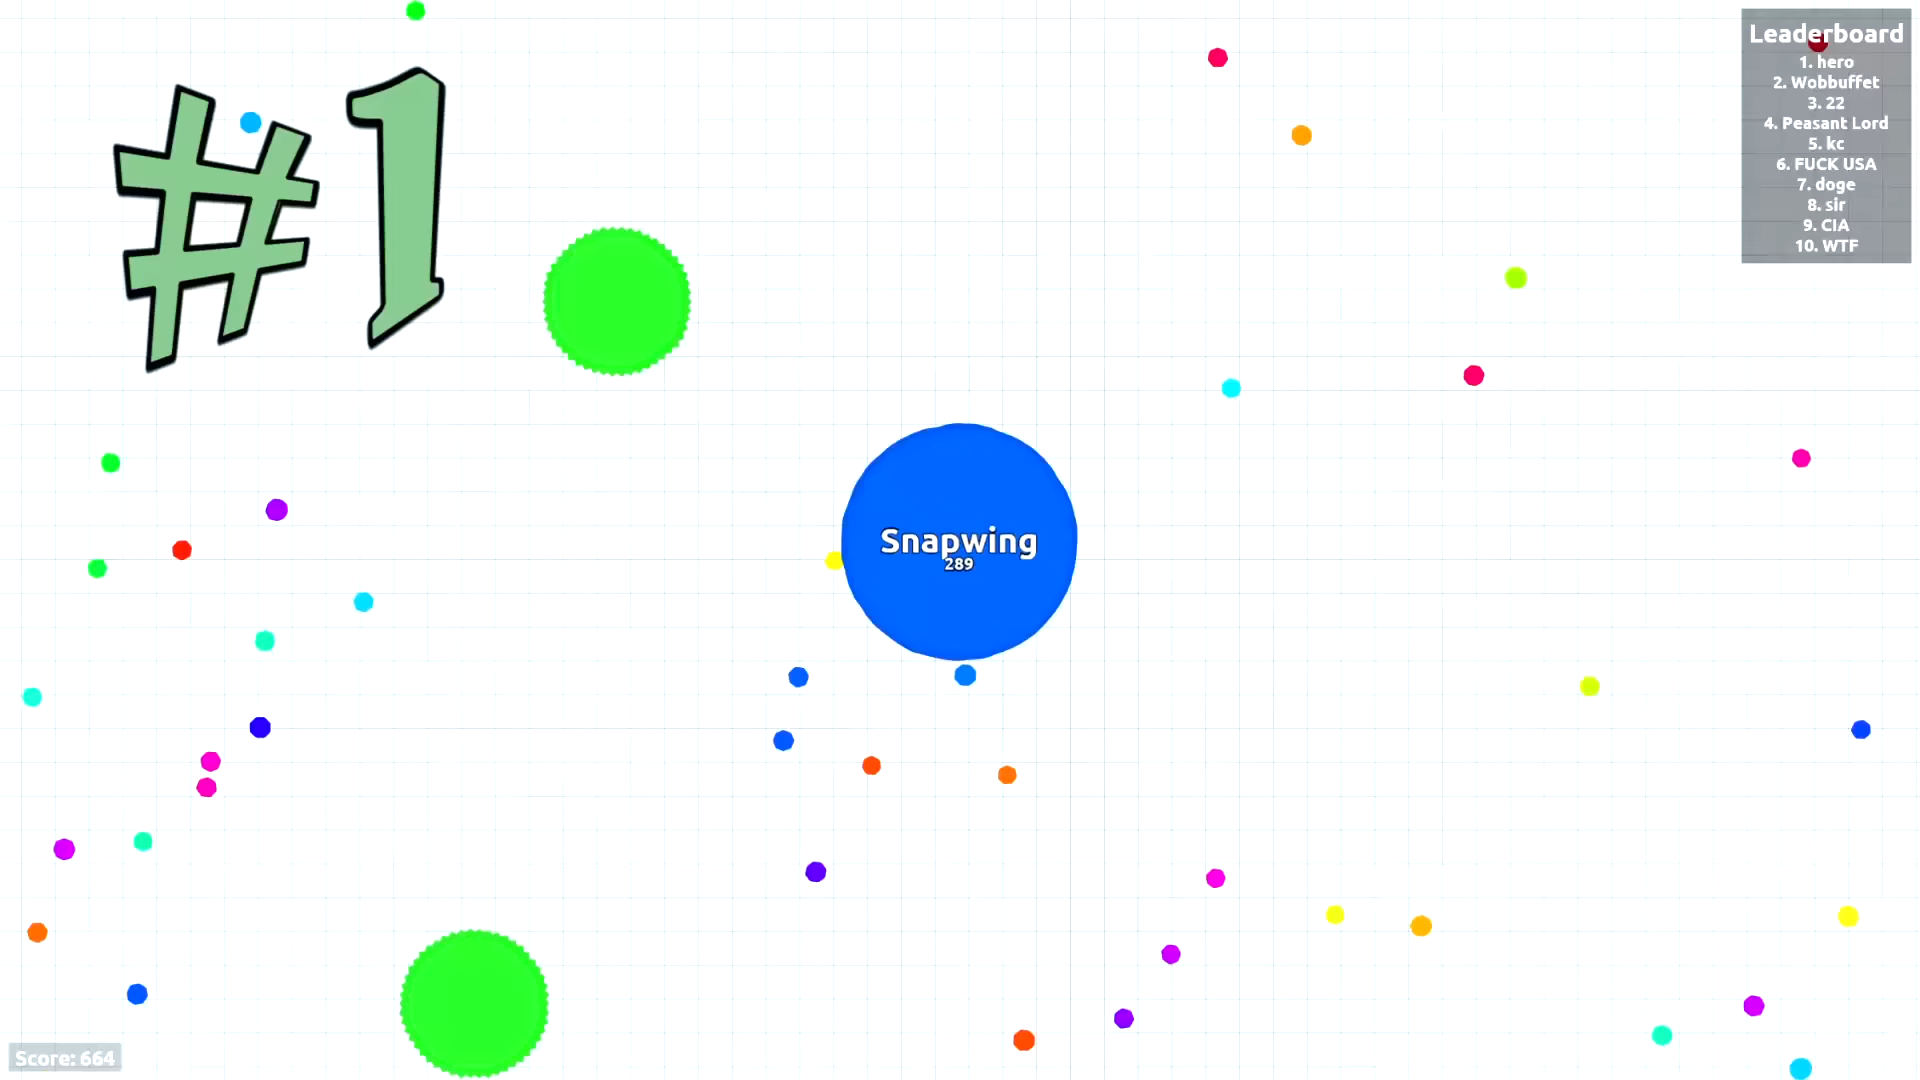 #1
Leaderboard
1. hero
2. Wobbuffet
3. 22
4. Peasant Lord
5. kc
6. FUCK USA
7. doge
8. sir
9. CIA
10. WTF
Snapwing
289
Score: 664